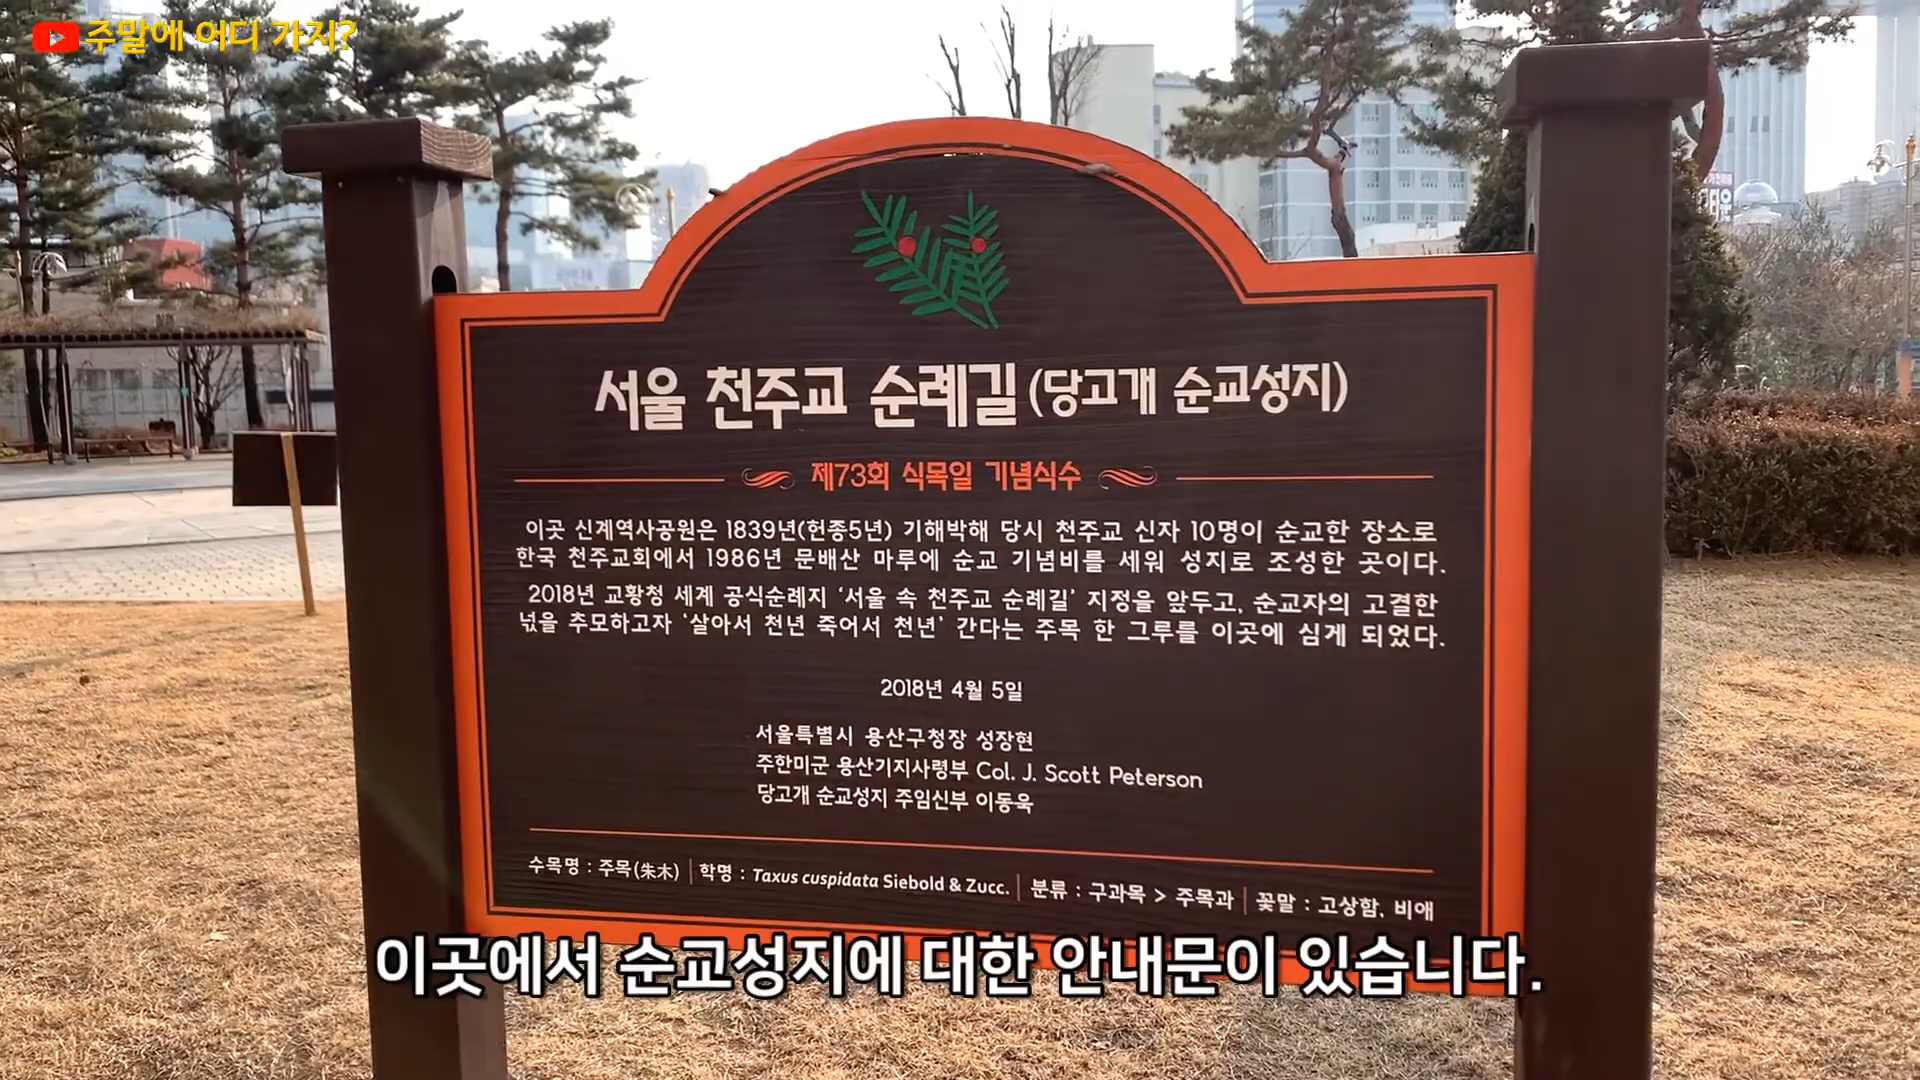 주말에 어디 가지?
서울 천주교 순례길(당고개 순교성지)
제73회 식목일 기념식수
이곳 신계역사공원은 1839년(헌종5년) 기해박해 당시 천주교 신자 10명이 순교한 장소로
한국 천주교회에서 1986년 문배산 마루에 순교 기념비를 세워 성지로 조성한 곳이다.
2018년 교황청 세계 공식순례지 ‘서울 속 천주교 순례길’ 지정을 앞두고, 순교자의 고결한
넋을 추모하고자 ‘살아서 천년 죽어서 천년’ 간다는 주목 한 그루를 이곳에 심게 되었다.
2018년 4월 5일
서울특별시 용산구청장 성장현
주한미군 용산기지사령부 Col. J. Scott Peterson
당고개 순교성지 주임신부 이동욱
수목명 : 주목(朱木) | 학명 : Taxus cuspidata Siebold & Zucc. | 분류 : 구과목 > 주목과 | 꽃말 : 고상함, 비애
이곳에서 순교성지에 대한 안내문이 있습니다.